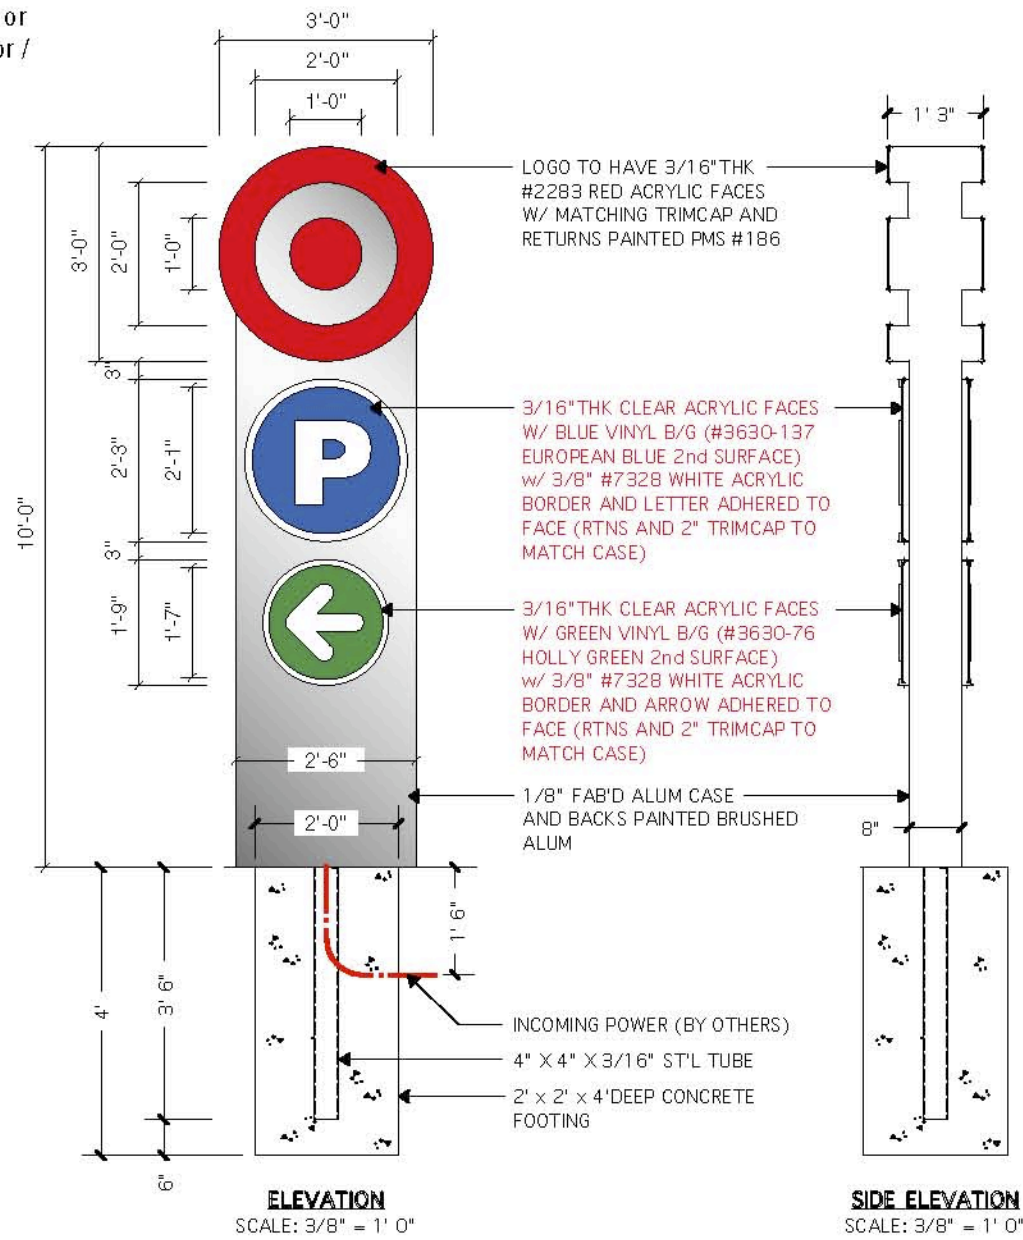 or
or /
3'-0"
2'-0"
1'-0"
1' 3"
LOGO TO HAVE 3/16"THK
#2283 RED ACRYLIC FACES
W/ MATCHING TRIMCAP AND
RETURNS PAINTED PMS #186
3'-0"
2'-0"
1'-0"
3"
10'-0"
2'-3"
2'-1"
P
3/16"THK CLEAR ACRYLIC FACES
W/ BLUE VINYL B/G (#3630-137
EUROPEAN BLUE 2nd SURFACE)
w/ 3/8" #7328 WHITE ACRYLIC
BORDER AND LETTER ADHERED TO
FACE (RTNS AND 2" TRIMCAP TO
MATCH CASE)
3"
1'-9"
1'-7"
3/16"THK CLEAR ACRYLIC FACES
W/ GREEN VINYL B/G (#3630-76
HOLLY GREEN 2nd SURFACE)
w/ 3/8" #7328 WHITE ACRYLIC
BORDER AND ARROW ADHERED TO
FACE (RTNS AND 2" TRIMCAP TO
MATCH CASE)
2'-6"
2'-0"
1/8" FAB'D ALUM CASE
AND BACKS PAINTED BRUSHED
ALUM
8"
1' 6"
4'
3' 6"
6"
INCOMING POWER (BY OTHERS)
4" X 4" X 3/16" ST'L TUBE
2' x 2' x 4'DEEP CONCRETE
FOOTING
ELEVATION
SCALE: 3/8" = 1' 0"
SIDE ELEVATION
SCALE: 3/8" = 1' 0"